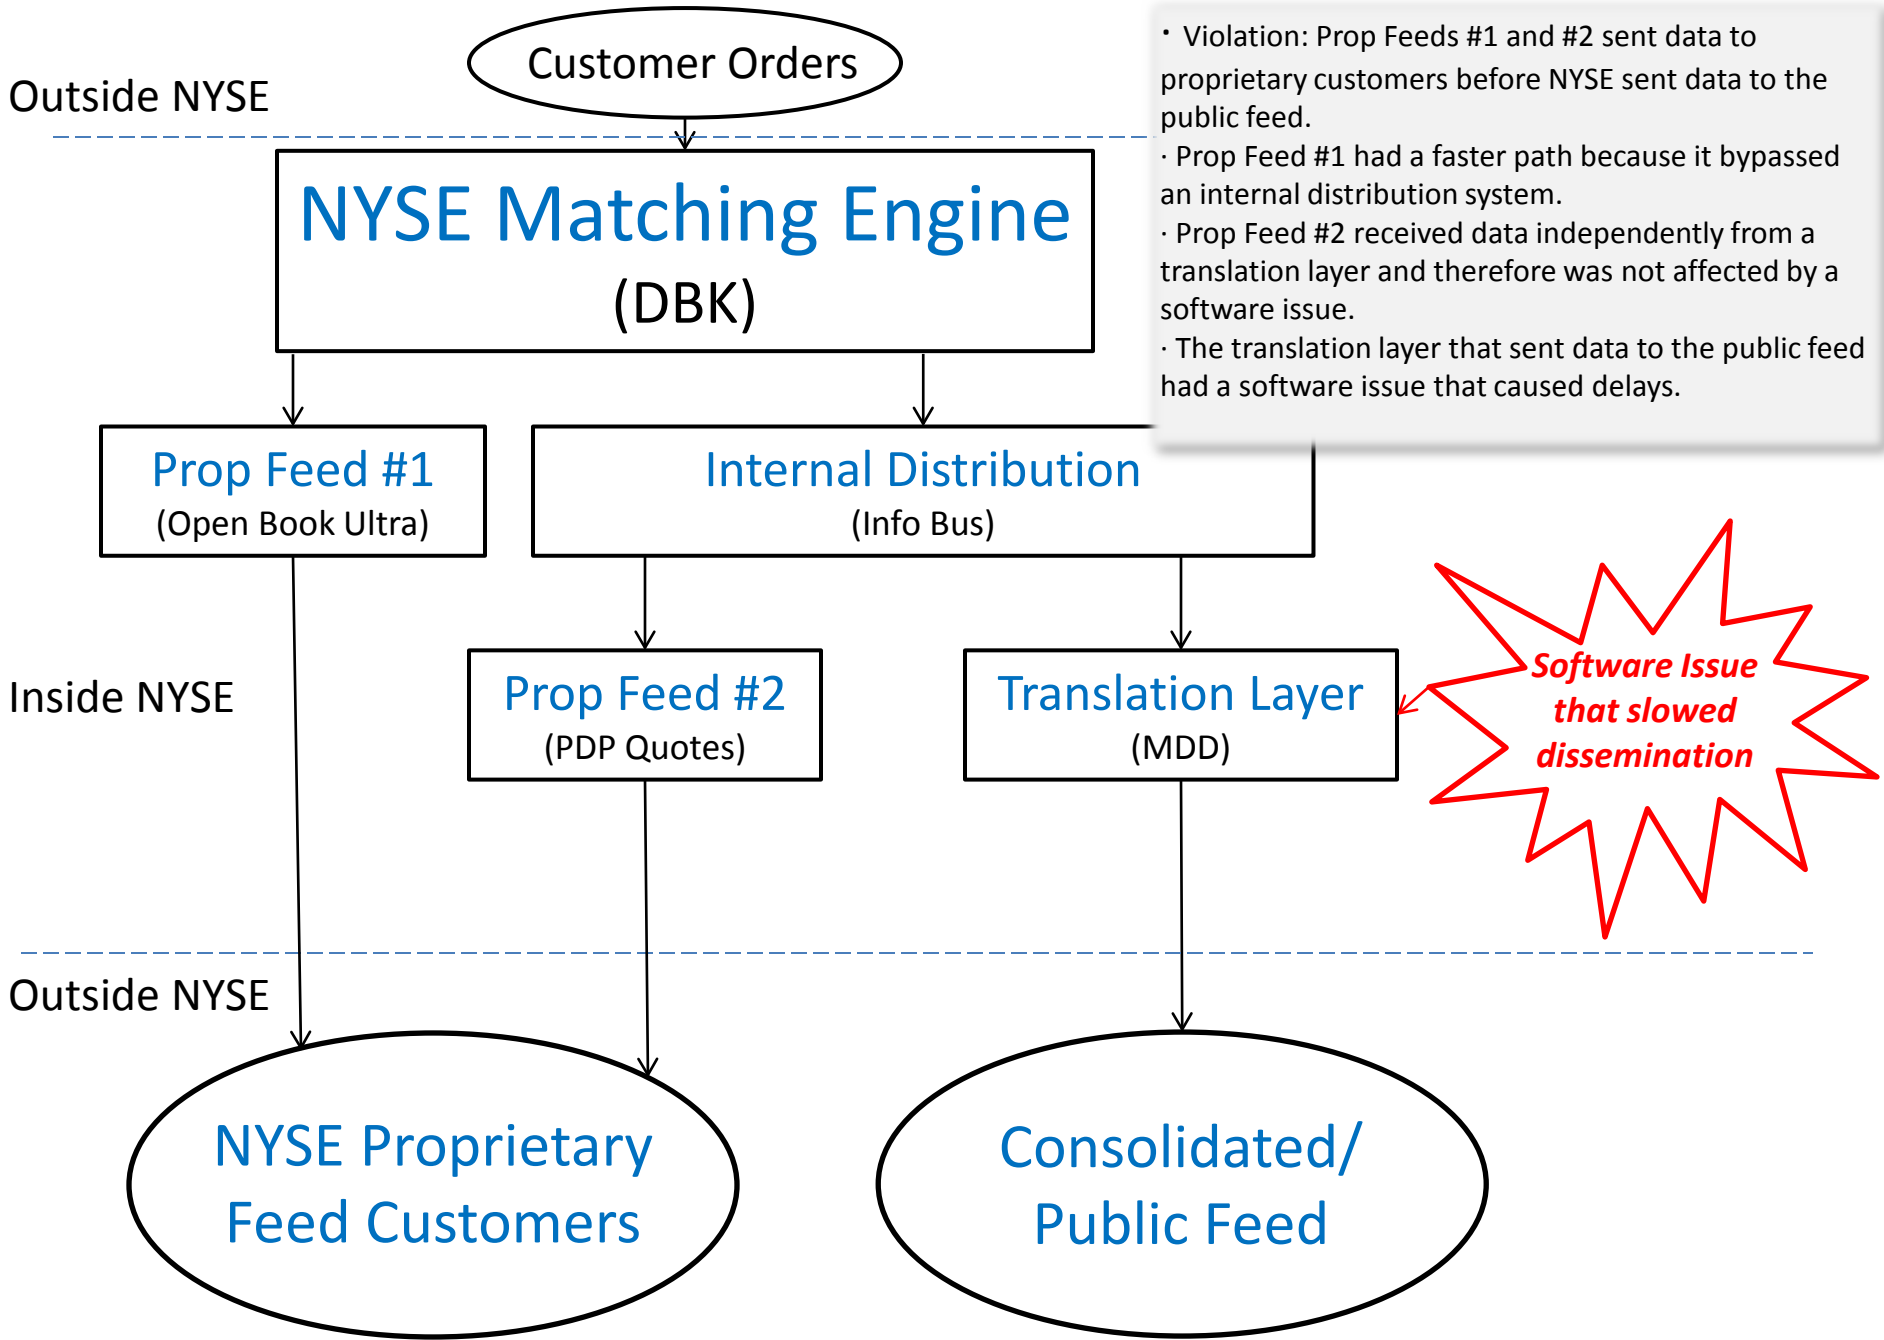 Customer Orders
Outside NYSE
· Violation: Prop Feeds #1 and #2 sent data to
proprietary customers before NYSE sent data to the
public feed.
· Prop Feed #1 had a faster path because it bypassed
an internal distribution system.
· Prop Feed #2 received data independently from a
translation layer and therefore was not affected by a
software issue.
· The translation layer that sent data to the public feed
had a software issue that caused delays.
NYSE Matching Engine
(DBK)
Prop Feed #1
(Open Book Ultra)
Internal Distribution
(Info Bus)
Inside NYSE
Prop Feed #2
(PDP Quotes)
Translation Layer
(MDD)
Software Issue
that slowed
dissemination
Outside NYSE
NYSE Proprietary
Feed Customers
Consolidated/
Public Feed